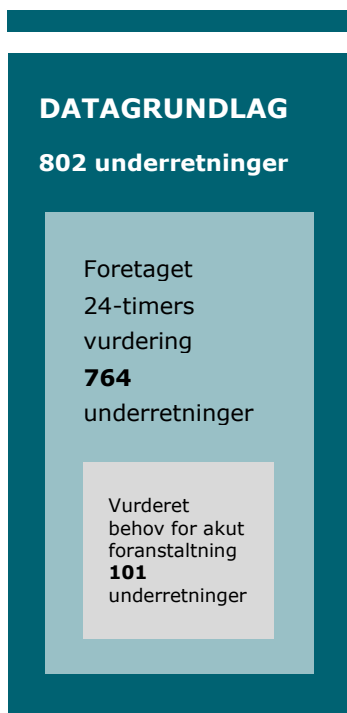 DATAGRUNDLAG
802 underretninger
Foretaget
24-timers
vurdering
764
underretninger
Vurderet
behov for akut
foranstaltning
101
underretninger